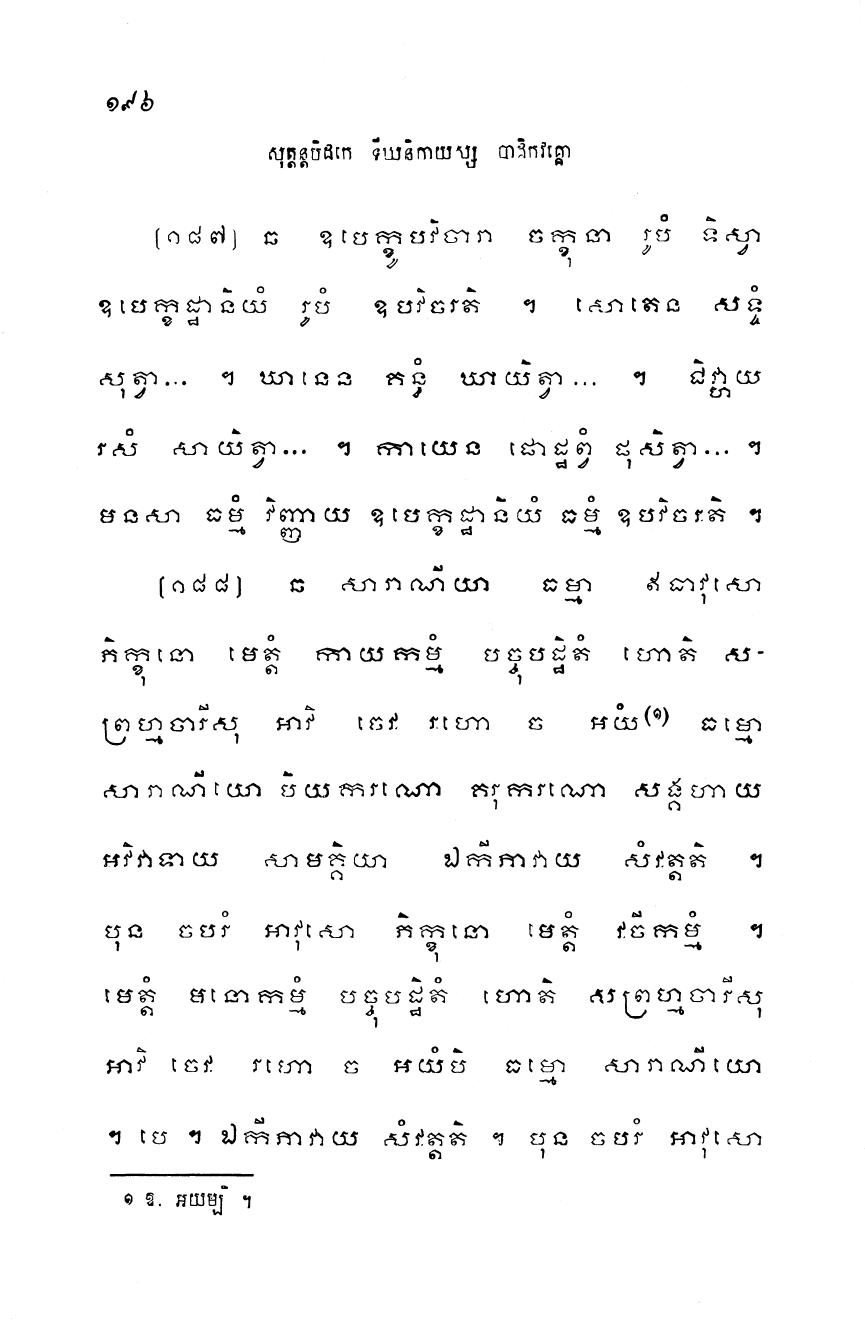 ១៩៦
សុត្តន្តបិដកេ ទីឃនិកាយស្ស បាដិកវគ្គោ
[១៨៧] ឆ ឧបេក្ខូបវិចារា ចក្ខុនា រូបំ ទិស្វា
ឧបេក្ខដ្ឋានិយំ រូបំ ឧបវិចរតិ ។ សោតេន សទ្ទំ
សុត្វា... ។ ឃានេន គន្ធំ ឃាយិត្វា... ។ ជិវ្ហាយ
រសំ សាយិត្វា... ។ កាយេន ផោដ្ឋព្វំ ផុសិត្វា... ។
មនសា ធម្មំ វិញ្ញាយ ឧបេក្ខដ្ឋានិយំ ធម្មំ ឧបវិចរតិ ។
[១៨៨] ឆ សារាណីយា ធម្មា ឥធាវុសោ
ភិក្ខុនោ មេត្តំ កាយកម្មំ បច្ចុបដ្ឋិតំ ហោតិ ស-
ព្រហ្មចារីសុ អាវិ ចេវ រហោ ច អយំ(១) ធម្មោ
សារាណីយោ បិយករណោ គរុករណោ សង្គហាយ
អវិវាទាយ សាមគ្គិយា ឯកីភាវាយ សំវត្តតិ ។
បុន ចបរំ អាវុសោ ភិក្ខុនោ មេត្តំ វចីកម្មំ ។
មេត្តំ មនោកម្មំ បច្ចុបដ្ឋិតំ ហោតិ សព្រហ្មចារីសុ
អាវិ ចេវ រហោ ច អយំបិ ធម្មោ សារាណីយោ
។ បេ ។ ឯកីភាវាយ សំវត្តតិ ។ បុន ចបរំ អាវុសោ
១ ឱ. អយម្បិ ។